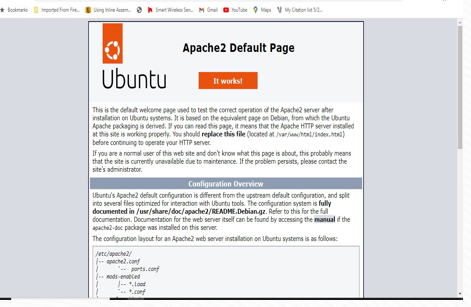 Bookmarks Imported From Fire... Using Inline Assem... Smart Wireless Sen... Gmail YouTube Maps My Citation list 5/2...
Apache2 Default Page
Ubuntu
It works!
This is the default welcome page used to test the correct operation of the Apache2 server after
installation on Ubuntu systems. It is based on the equivalent page on Debian, from which the Ubuntu
Apache packaging is derived. If you can read this page, it means that the Apache HTTP server installed
at this site is working properly. You should replace this file (located at /var/www/html/index.html)
before continuing to operate your HTTP server.
If you are a normal user of this web site and don't know what this page is about, this probably means
that the site is currently unavailable due to maintenance. If the problem persists, please contact the
site's administrator.
Configuration Overview
Ubuntu's Apache2 default configuration is different from the upstream default configuration, and split
into several files optimized for interaction with Ubuntu tools. The configuration system is fully
documented in /usr/share/doc/apache2/README.Debian.gz. Refer to this for the full
documentation. Documentation for the web server itself can be found by accessing the manual if the
apache2-doc package was installed on this server.
The configuration layout for an Apache2 web server installation on Ubuntu systems is as follows:
/etc/apache2/
|-- apache2.conf
| `-- ports.conf
|-- mods-enabled
| |-- *.load
| `-- *.conf